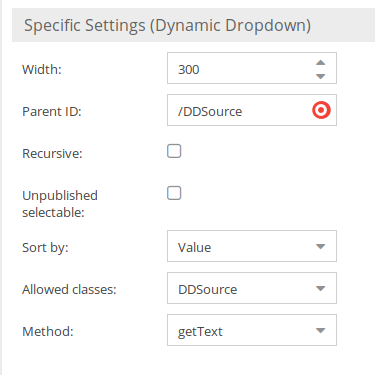 Specific Settings (Dynamic Dropdown)
Width: 300
Parent ID: /DDSource
Recursive:
Unpublished
selectable:
Sort by: Value
Allowed classes: DDSource
Method: getText